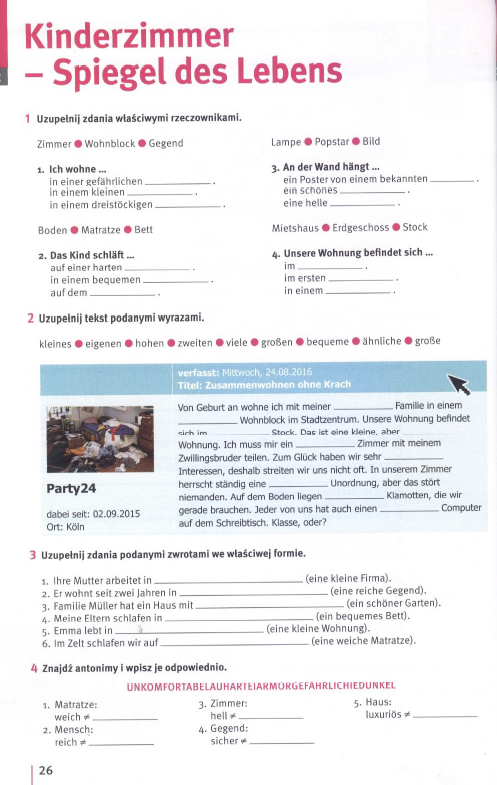 Kinderzimmer
– Spiegel des Lebens
1 Uzupełnij zdania właściwymi rzeczownikami.
Zimmer ● Wohnblock ● Gegend
1. Ich wohne ...
in einer gefährlichen ____________ .
in einem kleinen ____________ .
in einem dreistöckigen ____________ .
Boden ● Matratze ● Bett
2. Das Kind schläft ...
auf einer harten ____________ .
in einem bequemen ____________ .
auf dem ____________ .
Lampe ● Popstar ● Bild
3. An der Wand hängt ...
ein Poster von einem bekannten ____________ .
ein schönes ____________ .
eine helle ____________ .
Mietshaus ● Erdgeschoss ● Stock
4. Unsere Wohnung befindet sich ...
im ____________ .
im ersten ____________ .
in einem ____________ .
2 Uzupełnij tekst podanymi wyrazami.
kleines ● eigenen ● hohen ● zweiten ● viele ● großen ● bequeme ● ähnliche ● große
verfasst: Mittwoch, 24.08.2016
Titel: Zusammenwohnen ohne Krach
Von Geburt an wohne ich mit meiner ____________ Familie in einem
____________ Wohnblock im Stadtzentrum. Unsere Wohnung befindet
sich im ____________ Stock. Das ist eine kleine, aber ____________
Wohnung. Ich muss mir ein ____________ Zimmer mit meinem
Zwillingsbruder teilen. Zum Glück haben wir sehr ____________
Interessen, deshalb streiten wir uns nicht oft. In unserem Zimmer
herrscht ständig eine ____________ Unordnung, aber das stört
niemanden. Auf dem Boden liegen ____________ Klamotten, die wir
gerade brauchen. Jeder von uns hat auch einen ____________ Computer
auf dem Schreibtisch. Klasse, oder?
Party24
dabei seit: 02.09.2015
Ort: Köln
3 Uzupełnij zdania podanymi zwrotami we właściwej formie.
1. Ihre Mutter arbeitet in ____________ (eine kleine Firma).
2. Er wohnt seit zwei Jahren in ____________ (eine reiche Gegend).
3. Familie Müller hat ein Haus mit ____________ (ein schöner Garten).
4. Meine Eltern schlafen in ____________ (ein bequemes Bett).
5. Emma lebt in ____________ (eine kleine Wohnung).
6. Im Zelt schlafen wir auf ____________ (eine weiche Matratze).
4 Znajdź antonimy i wpisz je odpowiednio.
UNKOMFORTABELAUHARTEIARMORGEFÄHRLICHIEDUNKEL
1. Matratze:
weich ≠ ____________
2. Mensch:
reich ≠ ____________
3. Zimmer:
hell ≠ ____________
4. Gegend:
sicher ≠ ____________
5. Haus:
luxuriös ≠ ____________
26